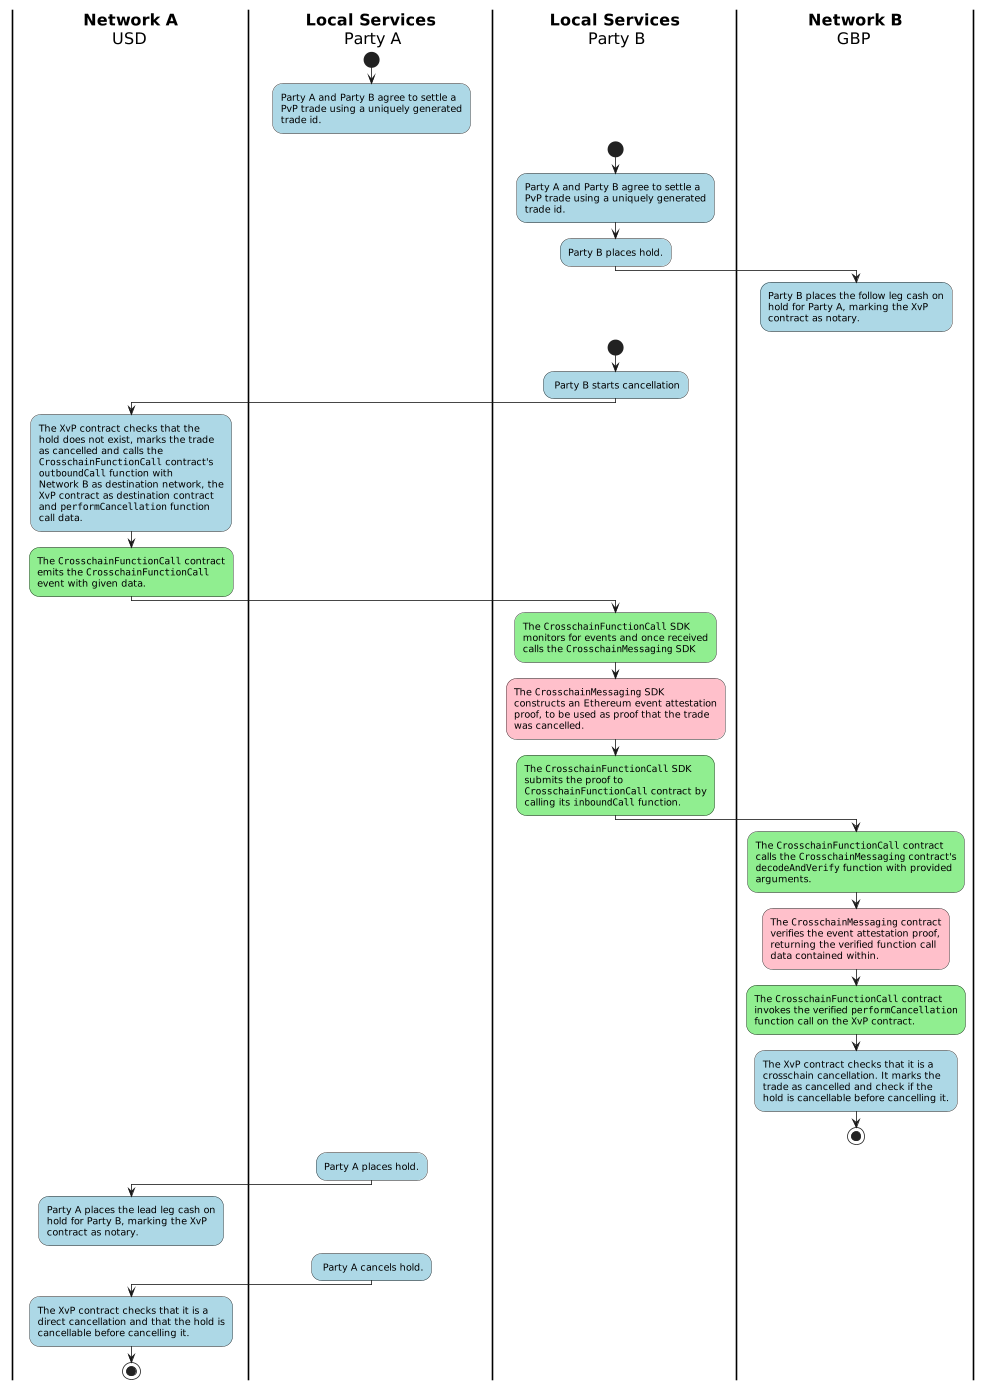 Network A
USD
Local Services
Party A
Local Services
Party B
Network B
GBP
Party A and Party B agree to settle a
PvP trade using a uniquely generated
trade id.
Party A and Party B agree to settle a
PvP trade using a uniquely generated
trade id.
Party B places hold.
Party B places the follow leg cash on
hold for Party A, marking the XvP
contract as notary.
Party B starts cancellation
The XvP contract checks that the
hold does not exist, marks the trade
as cancelled and calls the
CrosschainFunctionCall contract's
outboundCall function with
Network B as destination network, the
XvP contract as destination contract
and performCancellation function
call data.
The CrosschainFunctionCall contract
emits the CrosschainFunctionCall
event with given data.
The CrosschainFunctionCall SDK
monitors for events and once received
calls the CrosschainMessaging SDK
The CrosschainMessaging SDK
constructs an Ethereum event attestation
proof, to be used as proof that the trade
was cancelled.
The CrosschainFunctionCall SDK
submits the proof to
CrosschainFunctionCall contract by
calling its inboundCall function.
The CrosschainFunctionCall contract
calls the CrosschainMessaging contract's
decodeAndVerify function with provided
arguments.
The CrosschainMessaging contract
verifies the event attestation proof,
returning the verified function call
data contained within.
The CrosschainFunctionCall contract
invokes the verified performCancellation
function call on the XvP contract.
The XvP contract checks that it is a
crosschain cancellation. It marks the
trade as cancelled and check if the
hold is cancellable before cancelling it.
Party A places hold.
Party A places the lead leg cash on
hold for Party B, marking the XvP
contract as notary.
Party A cancels hold.
The XvP contract checks that it is a
direct cancellation and that the hold is
cancellable before cancelling it.